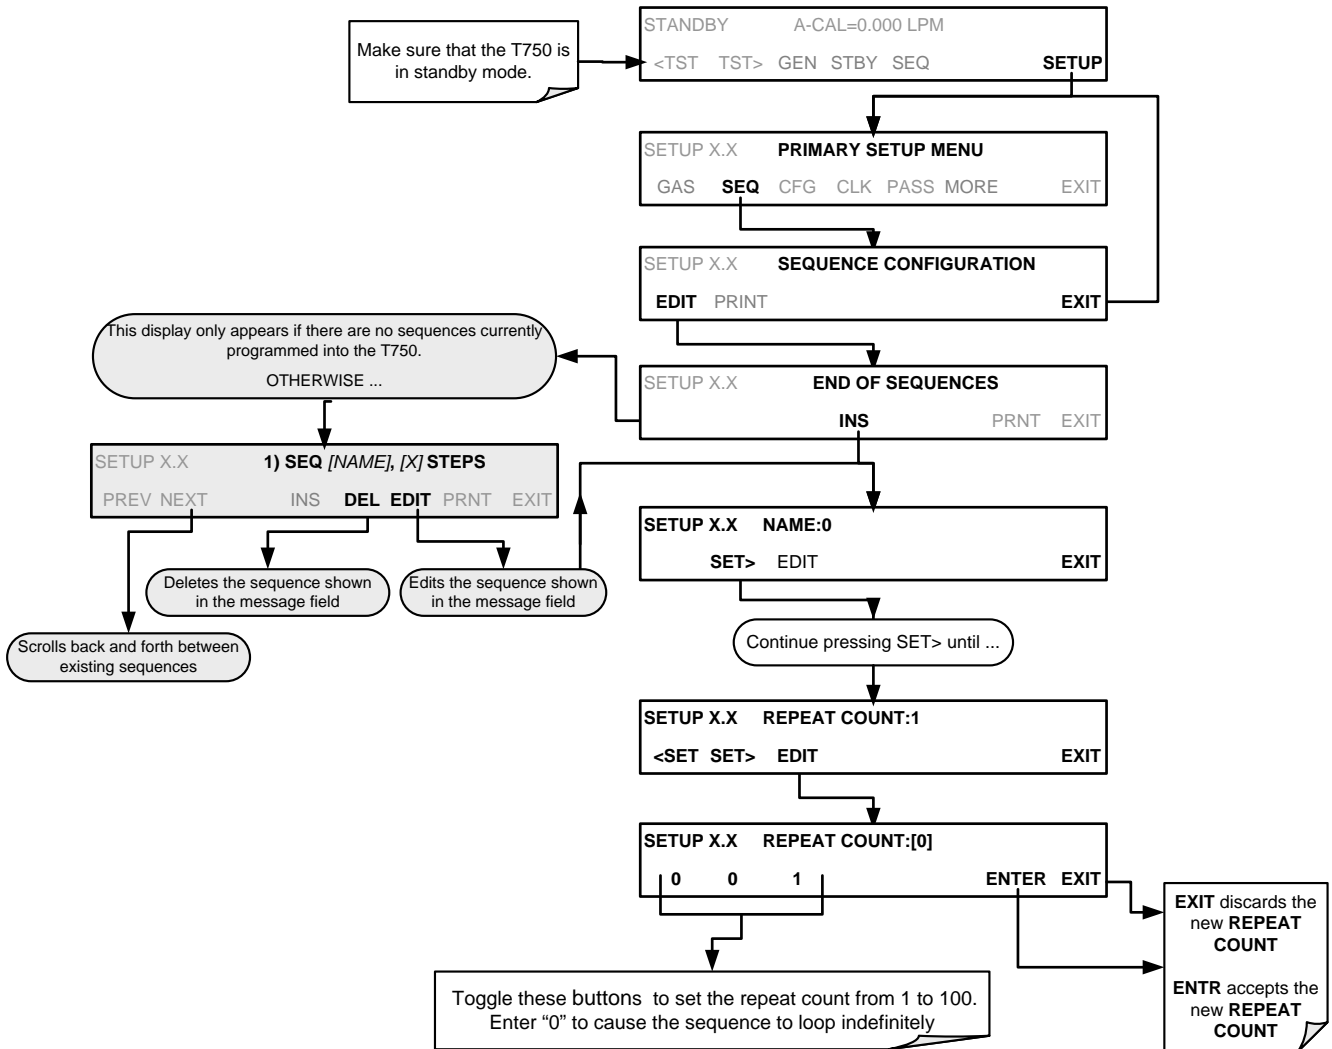 Make sure that the T750 is
in standby mode.
STANDBY A-CAL=0.000 LPM
<TST TST> GEN STBY SEQ SETUP
SETUP X.X PRIMARY SETUP MENU
GAS SEQ CFG CLK PASS MORE EXIT
SETUP X.X SEQUENCE CONFIGURATION
EDIT PRINT EXIT
This display only appears if there are no sequences currently
programmed into the T750.
OTHERWISE ...
SETUP X.X END OF SEQUENCES
INS PRNT EXIT
SETUP X.X 1) SEQ [NAME], [X] STEPS
PREV NEXT INS DEL EDIT PRNT EXIT
Deletes the sequence shown
in the message field
Edits the sequence shown
in the message field
Scrolls back and forth between
existing sequences
SETUP X.X NAME:0
SET> EDIT EXIT
Continue pressing SET> until ...
SETUP X.X REPEAT COUNT:1
<SET SET> EDIT EXIT
SETUP X.X REPEAT COUNT:[0]
0 0 1 ENTER EXIT
Toggle these buttons to set the repeat count from 1 to 100.
Enter “0” to cause the sequence to loop indefinitely
EXIT discards the
new REPEAT
COUNT
ENTR accepts the
new REPEAT
COUNT